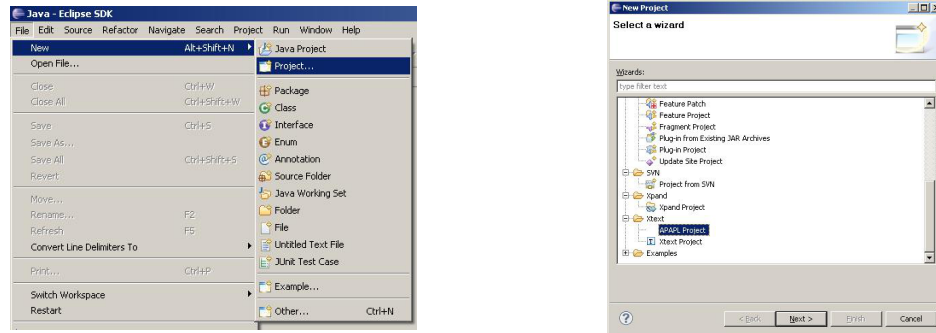 Java - Eclipse SDK
File Edit Source Refactor Navigate Search Project Run Window Help
New Alt+Shift+N
Open File...
Close Ctrl+W
Close All Ctrl+Shift+W
Save Ctrl+S
Save As...
Save All Ctrl+Shift+S
Revert
Move...
Rename... F2
Refresh F5
Convert Line Delimiters To
Print... Ctrl+P
Switch Workspace
Restart
Java Project
Project...
Package
Class
Interface
Enum
Annotation
Source Folder
Java Working Set
Folder
File
Untitled Text File
JUnit Test Case
Example...
Other... Ctrl+N
New Project
Select a wizard
Wizards:
type filter text
Feature Patch
Feature Project
Fragment Project
Plug-in from Existing JAR Archives
Plug-in Project
Update Site Project
SVN
Project from SVN
Xpand
Xpand Project
Xtext
APAPL Project
Xtext Project
Examples
< Back Next > Finish Cancel